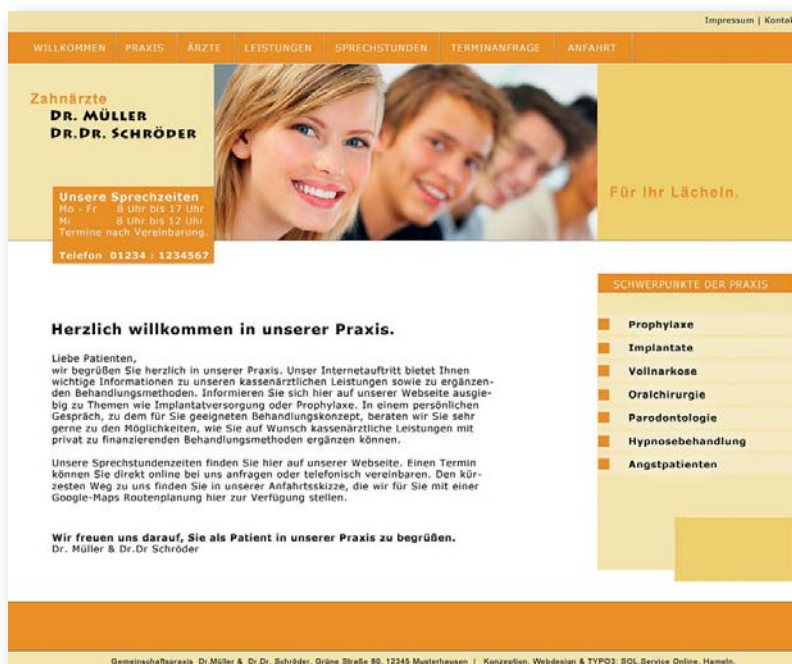 Impressum | Kontakt
WILLKOMMEN PRAXIS ÄRZTE LEISTUNGEN SPRECHSTUNDEN TERMINANFRAGE ANFAHRT
Zahnärzte
DR. MÜLLER
DR.DR. SCHRÖDER
Unsere Sprechzeiten
Mo - Fr 8 Uhr bis 17 Uhr
Mi 8 Uhr bis 12 Uhr
Termine nach Vereinbarung.
Telefon 01234 : 1234567
Für Ihr Lächeln.
Herzlich willkommen in unserer Praxis.
Liebe Patienten,
wir begrüßen Sie herzlich in unserer Praxis. Unser Internetauftritt bietet Ihnen
wichtige Informationen zu unseren kassenärztlichen Leistungen sowie zu ergänzen-
den Behandlungsmethoden. Informieren Sie sich hier auf unserer Webseite ausgie-
big zu Themen wie Implantatversorgung oder Prophylaxe. In einem persönlichen
Gespräch, zu dem für Sie geeigneten Behandlungskonzept, beraten wir Sie sehr
gerne zu den Möglichkeiten, wie Sie auf Wunsch kassenärztliche Leistungen mit
privat zu finanzierenden Behandlungsmethoden ergänzen können.
Unsere Sprechstundenzeiten finden Sie hier auf unserer Webseite. Einen Termin
können Sie direkt online bei uns anfragen oder telefonisch vereinbaren. Den kür-
zesten Weg zu uns finden Sie in unserer Anfahrtsskizze, die wir für Sie mit einer
Google-Maps Routenplanung hier zur Verfügung stellen.
Wir freuen uns darauf, Sie als Patient in unserer Praxis zu begrüßen.
Dr. Müller & Dr.Dr Schröder
SCHWERPUNKTE DER PRAXIS
Prophylaxe
Implantate
Vollnarkose
Oralchirurgie
Parodontologie
Hypnosebehandlung
Angstpatienten
Gemeinschaftspraxis Dr.Müller & Dr.Dr. Schröder, Grüne Straße 80, 12345 Musterhausen | Konzeption, Webdesign & TYPO3: SOL.Service Online, Hameln.